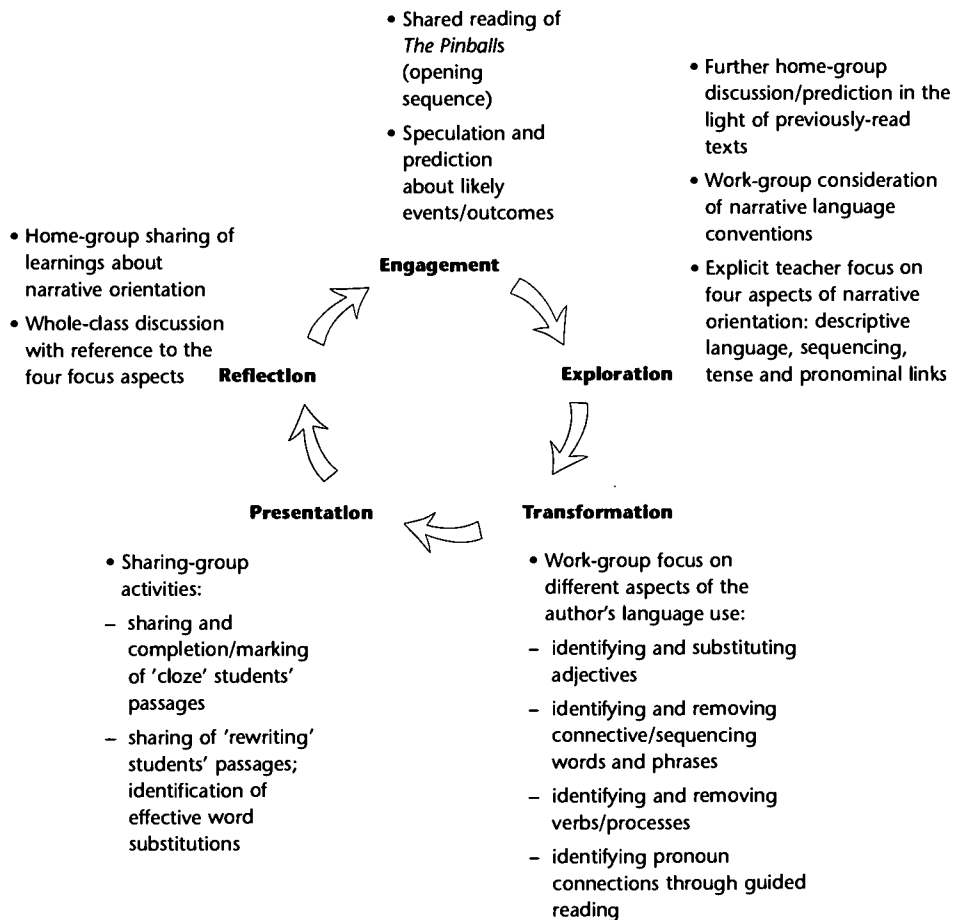 • Shared reading of
The Pinballs
(opening
sequence)
• Speculation and
prediction
about likely
events/outcomes
Engagement
• Further home-group
discussion/prediction in the
light of previously-read
texts
• Work-group consideration
of narrative language
conventions
• Explicit teacher focus on
four aspects of narrative
orientation: descriptive
language, sequencing,
tense and pronominal links
Exploration
Transformation
• Work-group focus on
different aspects of the
author's language use:
– identifying and substituting
adjectives
– identifying and removing
connective/sequencing
words and phrases
– identifying and removing
verbs/processes
– identifying pronoun
connections through guided
reading
Presentation
• Sharing-group
activities:
– sharing and
completion/marking
of 'cloze' students'
passages
– sharing of 'rewriting'
students' passages;
identification of
effective word
substitutions
• Home-group sharing of
learnings about
narrative orientation
• Whole-class discussion
with reference to the
four focus aspects
Reflection